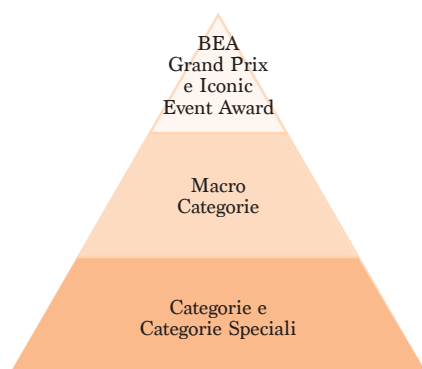 BEA
Grand Prix
e Iconic
Event Award
Macro
Categorie
Categorie e
Categorie Speciali